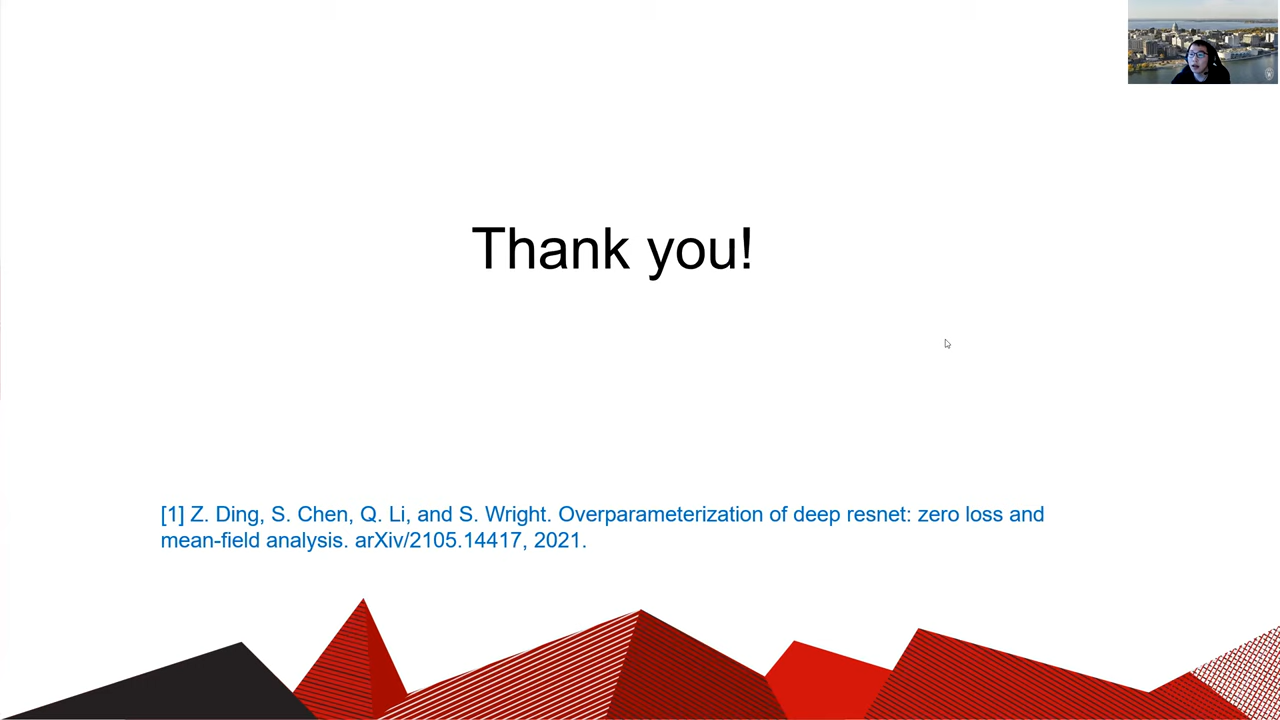 Thank you!
[1] Z. Ding, S. Chen, Q. Li, and S. Wright. Overparameterization of deep resnet: zero loss and
mean-field analysis. arXiv/2105.14417, 2021.